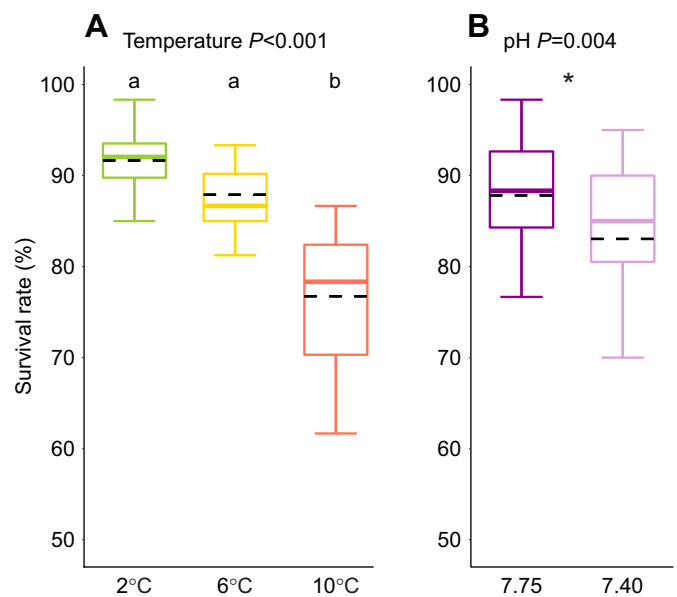 A
Temperature P<0.001
B
pH P=0.004
a
a
b
*
Survival rate (%)
100
90
80
70
60
50
100
90
80
70
60
50
2°C
6°C
10°C
7.75
7.40